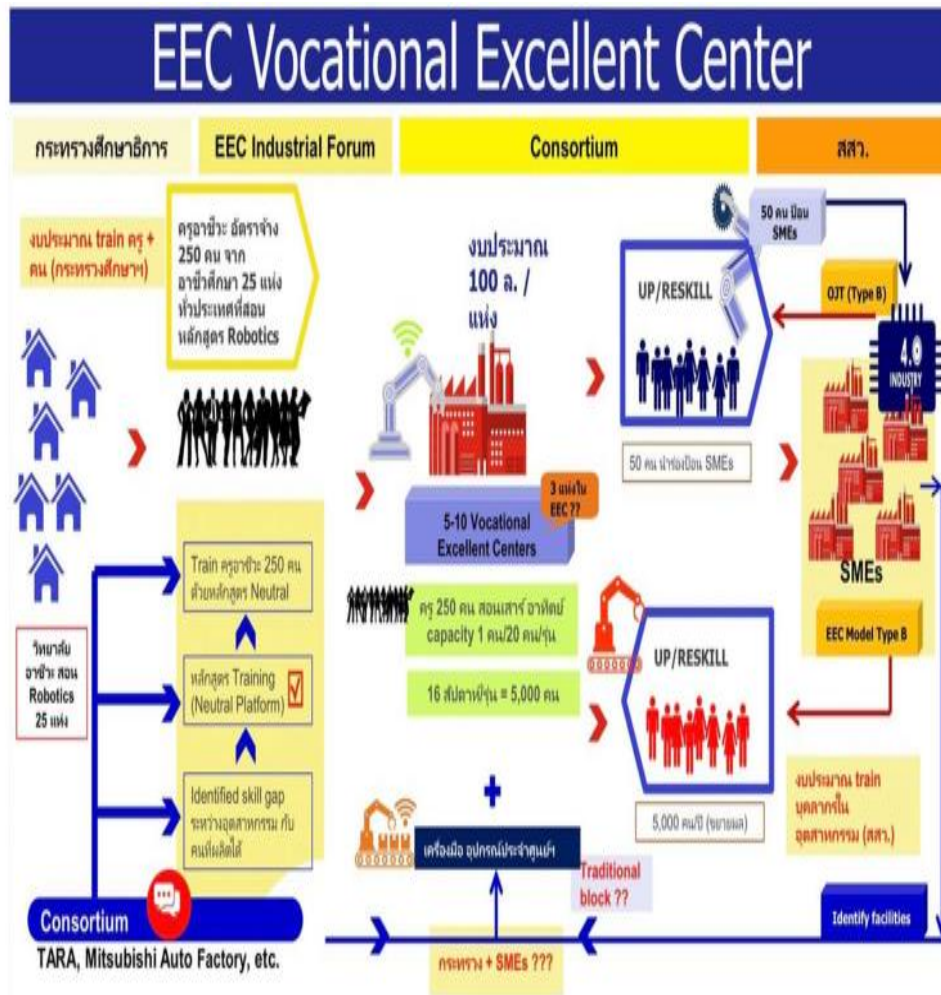 EEC Vocational Excellent Center
กระทรวงศึกษาธิการ
EEC Industrial Forum
Consortium
สสว.
งบประมาณ train ครู +
คน (กระทรวงศึกษาฯ)
ครูอาชีวะ อัตราจ้าง
250 คน จาก
อาชีวศึกษา 25 แห่ง
ทั่วประเทศที่สอน
หลักสูตร Robotics
งบประมาณ
100 ล. /
แห่ง
50 คน ป้อน
SMEs
UP/RESKILL
OJT (Type B)
4.0
INDUSTRY
50 คน นำร่องป้อน SMEs
3 แห่งใน
EEC ??
5-10 Vocational
Excellent Centers
SMEs
Train ครูอาชีวะ 250 คน
ด้วยหลักสูตร Neutral
ครู 250 คน สอนเสาร์ อาทิตย์
capacity 1 คน/20 คน/รุ่น
EEC Model Type B
วิทยาลัย
อาชีวะ สอน
Robotics
25 แห่ง
หลักสูตร Training
(Neutral Platform)
16 สัปดาห์/รุ่น = 5,000 คน
UP/RESKILL
Identified skill gap
ระหว่างอุตสาหกรรม กับ
คนที่ผลิตได้
5,000 คน/ปี (ขยายผล)
งบประมาณ train
บุคลากรใน
อุตสาหกรรม (สสว.)
เครื่องมือ อุปกรณ์ประจำศูนย์ฯ
Traditional
block ??
Consortium
Identify facilities
TARA, Mitsubishi Auto Factory, etc.
กระทรวง + SMEs ???